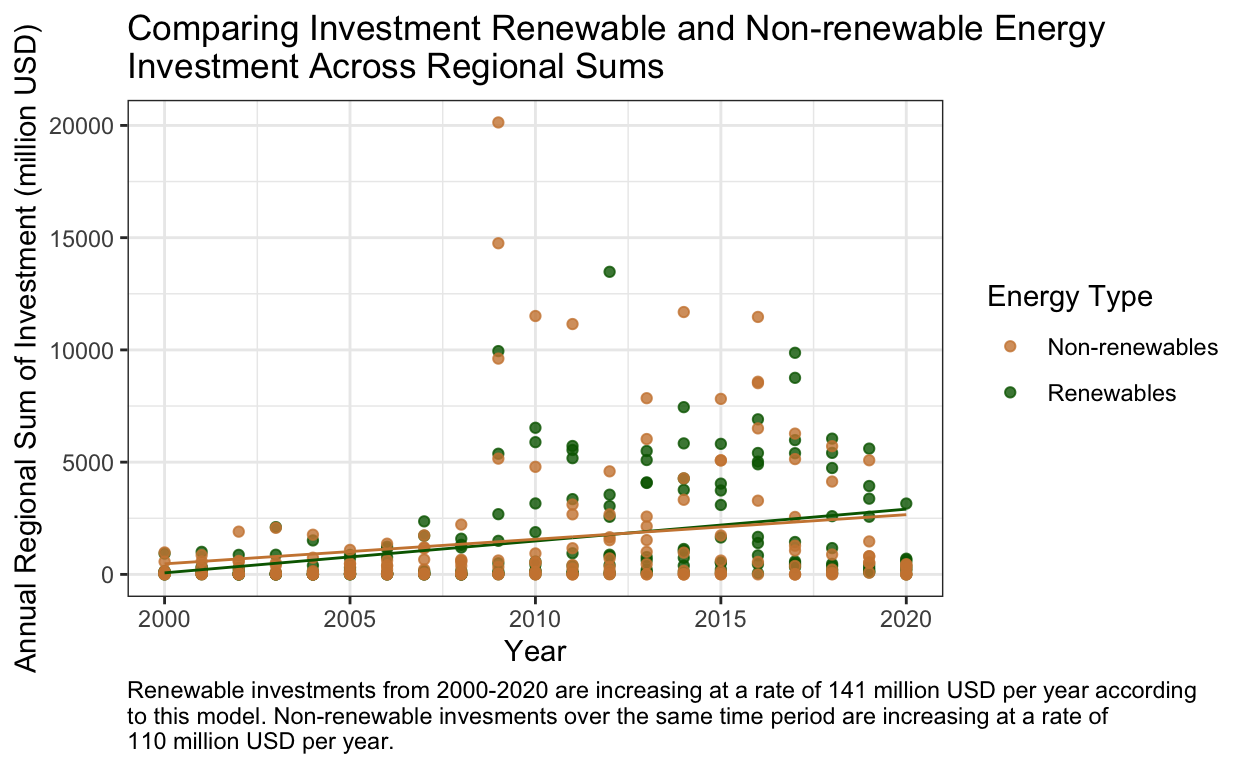 Comparing Investment Renewable and Non-renewable Energy
Investment Across Regional Sums
Annual Regional Sum of Investment (million USD)
20000
15000
10000
5000
0
2000
2005
2010
2015
2020
Year
Energy Type
Non-renewables
Renewables
Renewable investments from 2000-2020 are increasing at a rate of 141 million USD per year according
to this model. Non-renewable invesments over the same time period are increasing at a rate of
110 million USD per year.